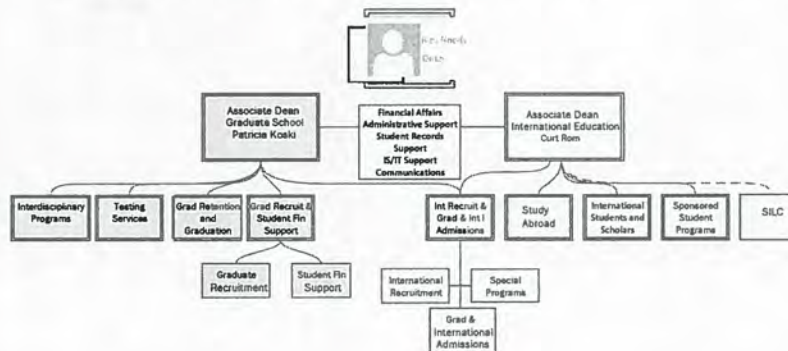 Dean
Associate Dean
Graduate School
Patricia Koski
Financial Affairs
Administrative Support
Student Records
Support
IS/IT Support
Communications
Associate Dean
International Education
Curt Rom
Interdisciplinary
Programs
Testing
Services
Grad Retention
and
Graduation
Grad Recruit &
Student Fin
Support
Int Recruit &
Grad & Int l
Admissions
Study
Abroad
International
Students and
Scholars
Sponsored
Student
Programs
SILC
Graduate
Recruitment
Student Fin
Support
International
Recruitment
Special
Programs
Grad &
International
Admissions